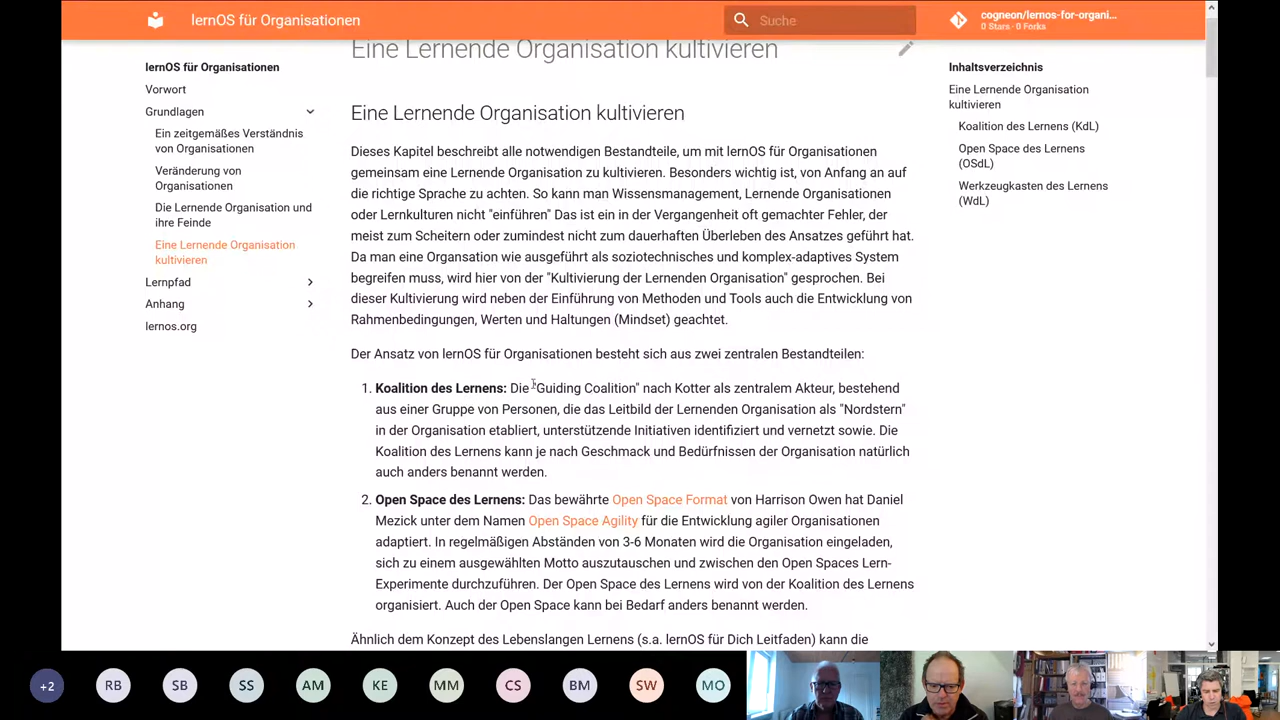 lernOS für Organisationen
Suche
cogneon/lernos-for-organi...
0 Stars · 0 Forks
lernOS für Organisationen
Vorwort
Grundlagen
Ein zeitgemäßes Verständnis
von Organisationen
Veränderung von
Organisationen
Die Lernende Organisation und
ihre Feinde
Eine Lernende Organisation
kultivieren
Lernpfad
Anhang
lernos.org
Eine Lernende Organisation kultivieren
Eine Lernende Organisation kultivieren
Dieses Kapitel beschreibt alle notwendigen Bestandteile, um mit lernOS für Organisationen
gemeinsam eine Lernende Organisation zu kultivieren. Besonders wichtig ist, von Anfang an auf
die richtige Sprache zu achten. So kann man Wissensmanagement, Lernende Organisationen
oder Lernkulturen nicht "einführen" Das ist ein in der Vergangenheit oft gemachter Fehler, der
meist zum Scheitern oder zumindest nicht zum dauerhaften Überleben des Ansatzes geführt hat.
Da man eine Organsation wie ausgeführt als soziotechnisches und komplex-adaptives System
begreifen muss, wird hier von der "Kultivierung der Lernenden Organisation" gesprochen. Bei
dieser Kultivierung wird neben der Einführung von Methoden und Tools auch die Entwicklung von
Rahmenbedingungen, Werten und Haltungen (Mindset) geachtet.
Der Ansatz von lernOS für Organisationen besteht sich aus zwei zentralen Bestandteilen:
1. Koalition des Lernens: Die "Guiding Coalition" nach Kotter als zentralem Akteur, bestehend
aus einer Gruppe von Personen, die das Leitbild der Lernenden Organisation als "Nordstern"
in der Organisation etabliert, unterstützende Initiativen identifiziert und vernetzt sowie. Die
Koalition des Lernens kann je nach Geschmack und Bedürfnissen der Organisation natürlich
auch anders benannt werden.
2. Open Space des Lernens: Das bewährte Open Space Format von Harrison Owen hat Daniel
Mezick unter dem Namen Open Space Agility für die Entwicklung agiler Organisationen
adaptiert. In regelmäßigen Abständen von 3-6 Monaten wird die Organisation eingeladen,
sich zu einem ausgewählten Motto auszutauschen und zwischen den Open Spaces Lern-
Experimente durchzuführen. Der Open Space des Lernens wird von der Koalition des Lernens
organisiert. Auch der Open Space kann bei Bedarf anders benannt werden.
Ähnlich dem Konzept des Lebenslangen Lernens (s.a. lernOS für Dich Leitfaden) kann die
Inhaltsverzeichnis
Eine Lernende Organisation
kultivieren
Koalition des Lernens (KdL)
Open Space des Lernens
(OSdL)
Werkzeugkasten des Lernens
(WdL)
+2 RB SB SS AM KE MM CS BM SW MO